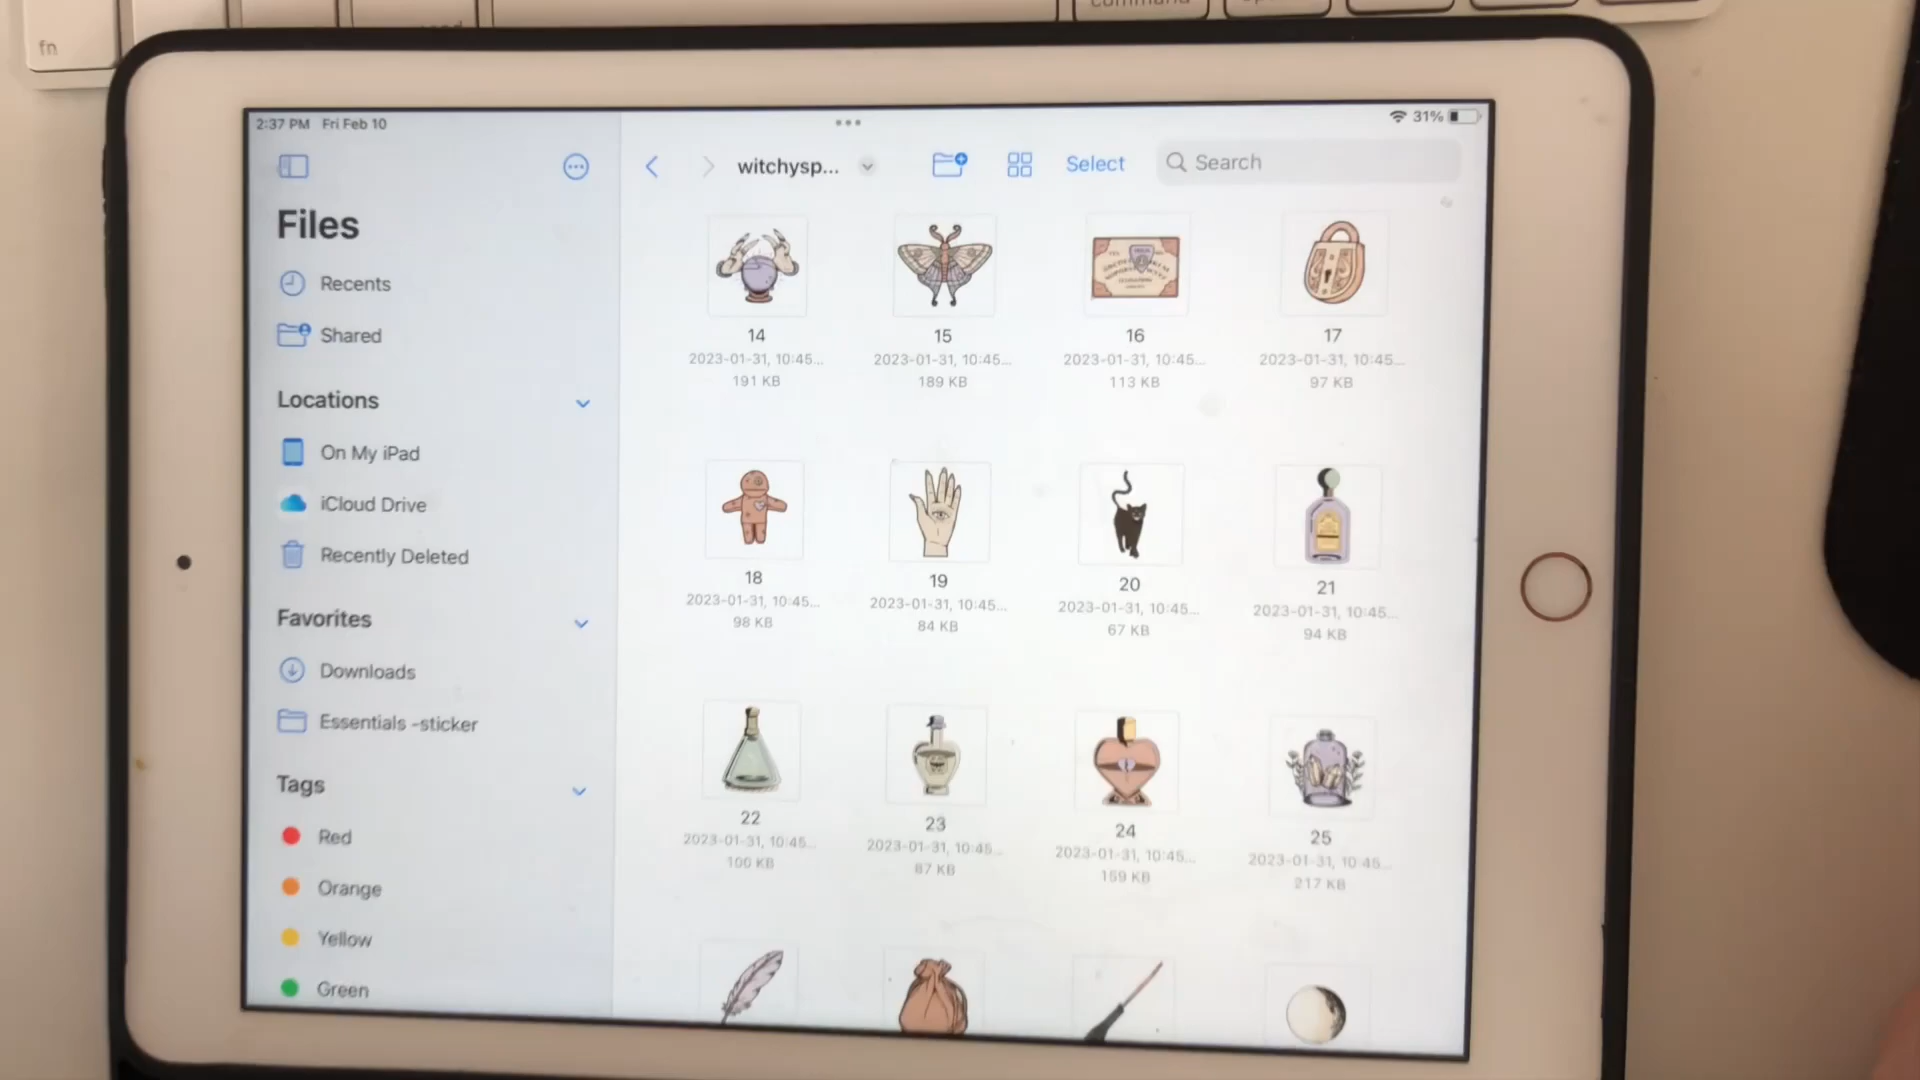 fn
command
2:37 PM Fri Feb 10
31%
Files
Recents
Shared
Locations
On My iPad
iCloud Drive
Recently Deleted
Favorites
Downloads
Essentials -sticker
Tags
Red
Orange
Yellow
Green
witchysp...
Select
Search
14
2023-01-31, 10:45...
191 KB
15
2023-01-31, 10:45...
189 KB
16
2023-01-31, 10:45...
113 KB
17
2023-01-31, 10:45...
97 KB
18
2023-01-31, 10:45...
98 KB
19
2023-01-31, 10:45...
84 KB
20
2023-01-31, 10:45...
67 KB
21
2023-01-31, 10:45...
94 KB
22
2023-01-31, 10:45...
100 KB
23
2023-01-31, 10:45...
87 KB
24
2023-01-31, 10:45...
159 KB
25
2023-01-31, 10:45...
217 KB